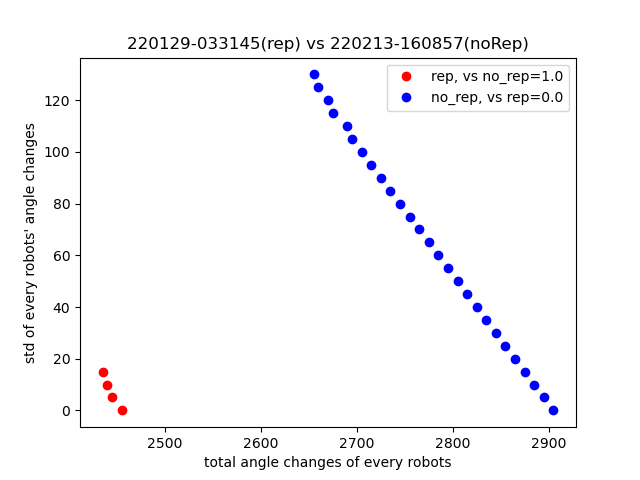 220129-033145(rep) vs 220213-160857(noRep)
rep, vs no_rep=1.0
no_rep, vs rep=0.0
std of every robots' angle changes
120
100
80
60
40
20
0
2500 2600 2700 2800 2900
total angle changes of every robots